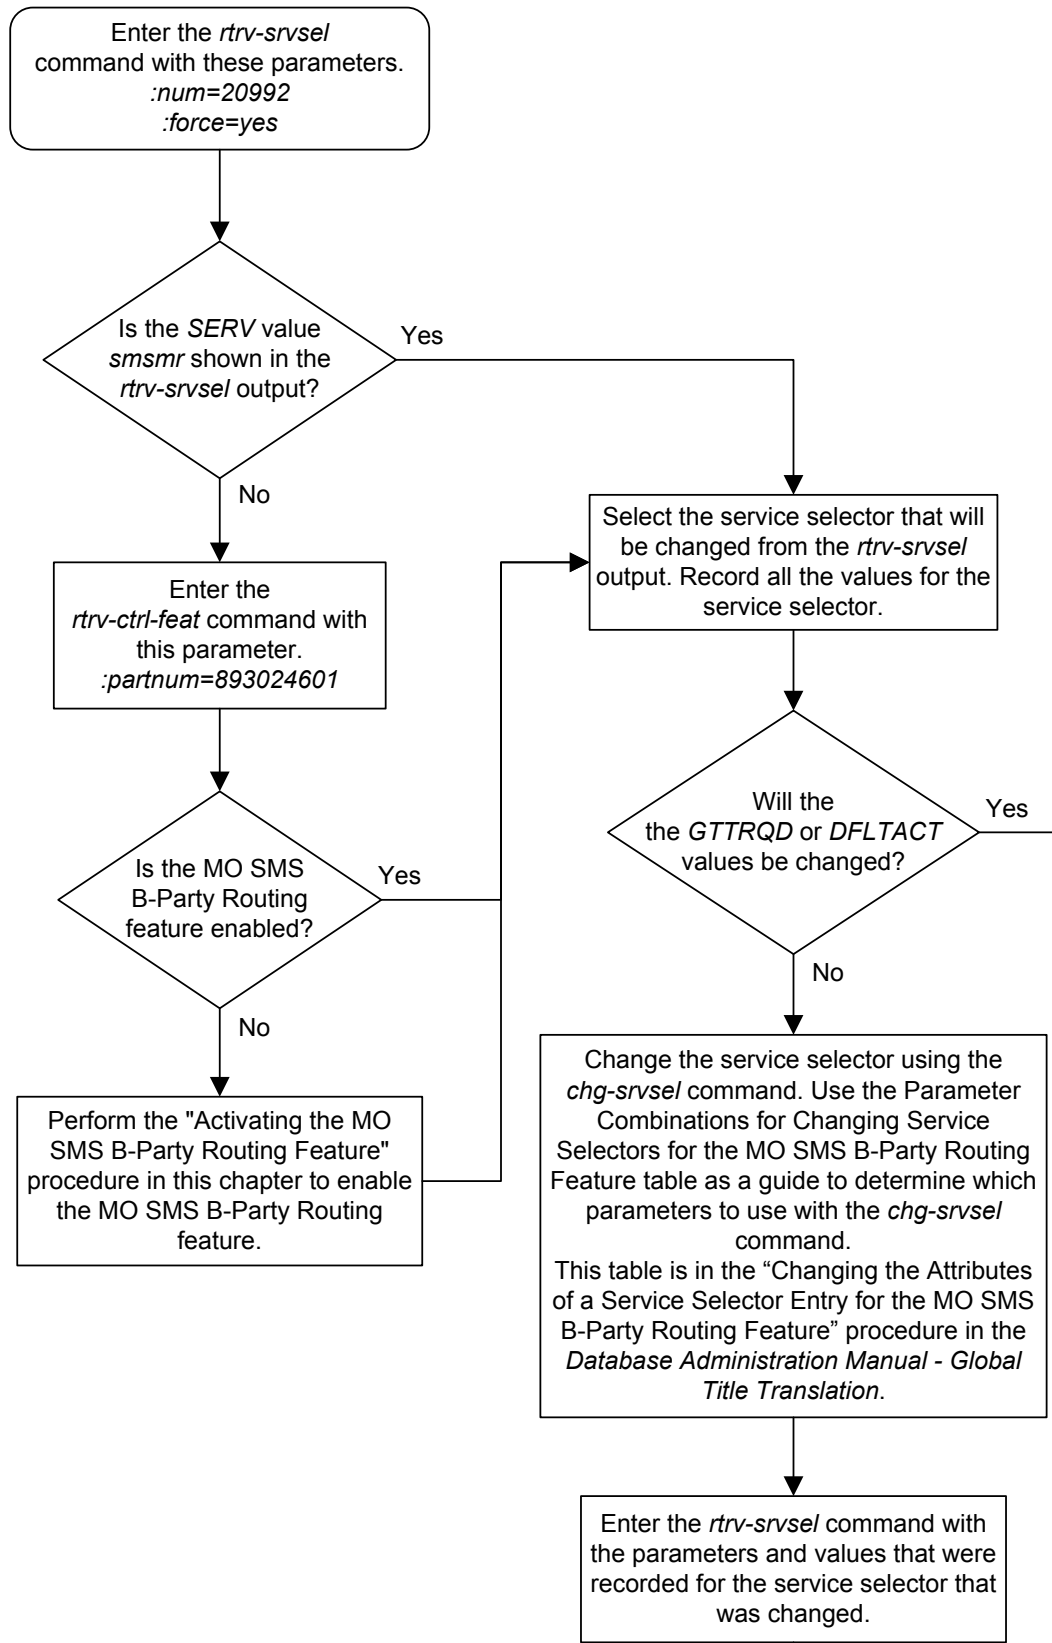 Enter the rtrv-srvsel
command with these parameters.
:num=20992
:force=yes
Is the SERV value
smsmr shown in the
rtrv-srvsel output?
Yes
No
Enter the
rtrv-ctrl-feat command with
this parameter.
:partnum=893024601
Is the MO SMS
B-Party Routing
feature enabled?
Yes
No
Perform the "Activating the MO
SMS B-Party Routing Feature"
procedure in this chapter to enable
the MO SMS B-Party Routing
feature.
Select the service selector that will
be changed from the rtrv-srvsel
output. Record all the values for the
service selector.
Will the
the GTTRQD or DFLTACT
values be changed?
Yes
No
Change the service selector using the
chg-srvsel command. Use the Parameter
Combinations for Changing Service
Selectors for the MO SMS B-Party Routing
Feature table as a guide to determine which
parameters to use with the chg-srvsel
command.
This table is in the “Changing the Attributes
of a Service Selector Entry for the MO SMS
B-Party Routing Feature” procedure in the
Database Administration Manual - Global
Title Translation.
Enter the rtrv-srvsel command with
the parameters and values that were
recorded for the service selector that
was changed.